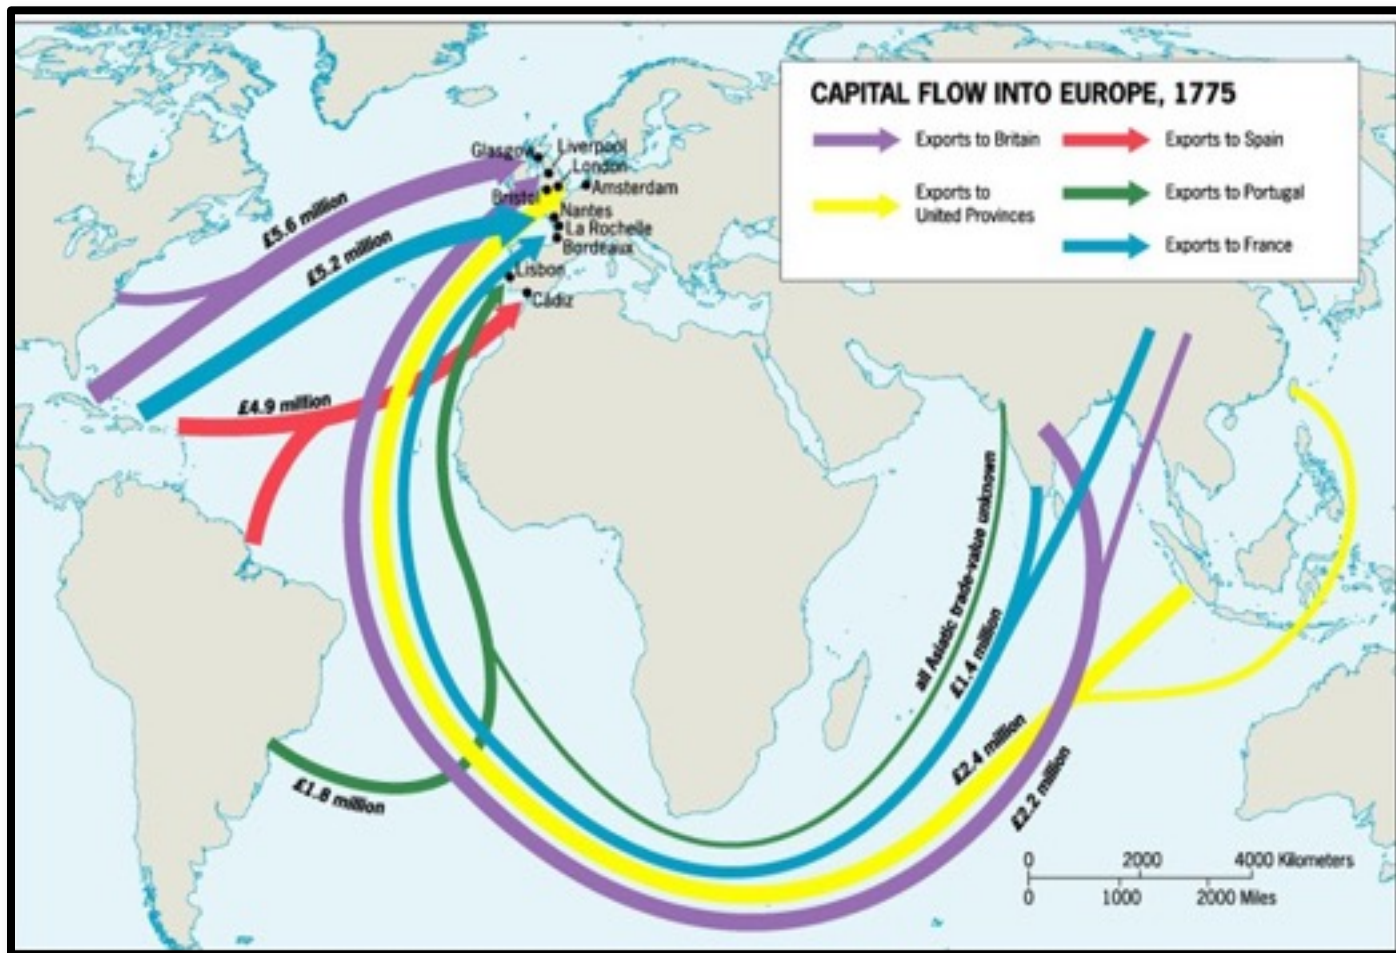 CAPITAL FLOW INTO EUROPE, 1775
Exports to Britain
Exports to Spain
Exports to
United Provinces
Exports to Portugal
Exports to France
Glasgow
Liverpool
London
Bristol
Amsterdam
Nantes
La Rochelle
Bordeaux
Lisbon
Cádiz
£5.6 million
£5.2 million
£4.9 million
£1.8 million
all Asiatic trade-value unknown
£1.4 million
£2.4 million
£2.2 million
0 2000 4000 Kilometers
0 1000 2000 Miles